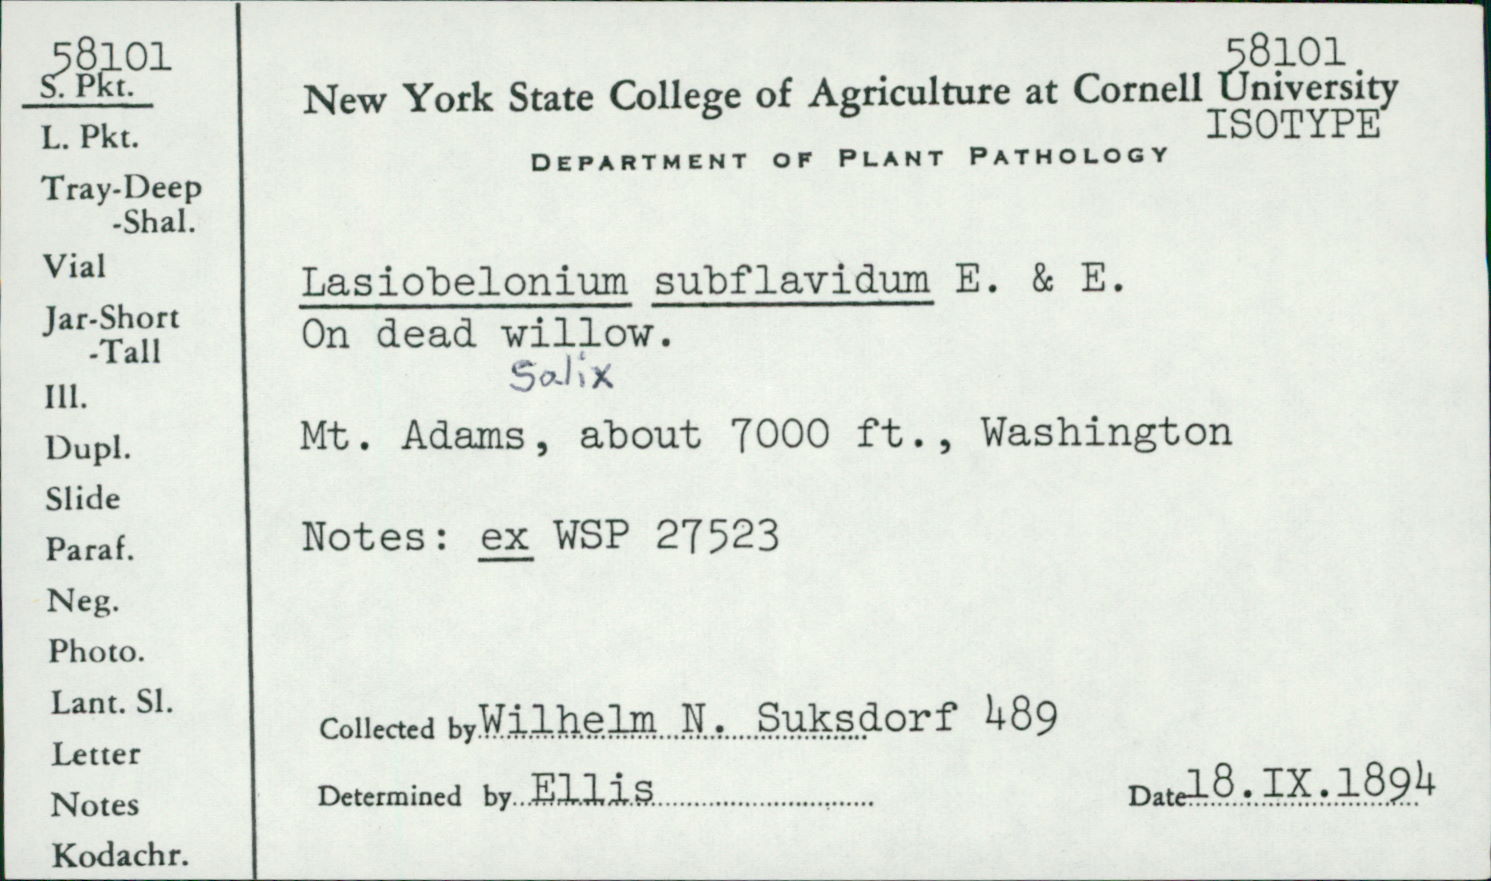 58101
S. Pkt.
L. Pkt.
Tray-Deep
-Shal.
Vial
Jar-Short
-Tall
Ill.
Dupl.
Slide
Paraf.
Neg.
Photo.
Lant. Sl.
Letter
Notes
Kodachr.
58101
New York State College of Agriculture at Cornell University
ISOTYPE
DEPARTMENT OF PLANT PATHOLOGY
Lasiobelonium subflavidum E. & E.
On dead willow.
Salix
Mt. Adams, about 7000 ft., Washington
Notes: ex WSP 27523
Collected by Wilhelm N. Suksdorf 489
Determined by Ellis
Date 18.IX.1894